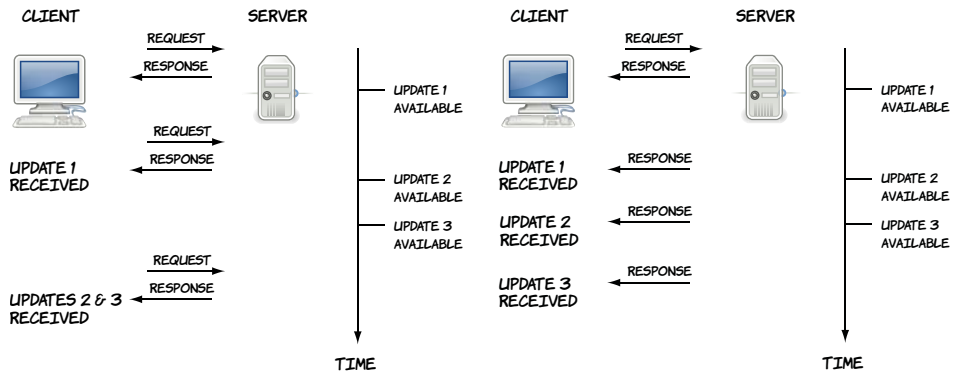 CLIENT
SERVER
REQUEST
RESPONSE
UPDATE 1
AVAILABLE
REQUEST
RESPONSE
UPDATE 1
RECEIVED
UPDATE 2
AVAILABLE
UPDATE 3
AVAILABLE
REQUEST
RESPONSE
UPDATES 2 & 3
RECEIVED
TIME
CLIENT
SERVER
REQUEST
RESPONSE
UPDATE 1
AVAILABLE
RESPONSE
UPDATE 1
RECEIVED
UPDATE 2
AVAILABLE
RESPONSE
UPDATE 2
RECEIVED
UPDATE 3
AVAILABLE
RESPONSE
UPDATE 3
RECEIVED
TIME